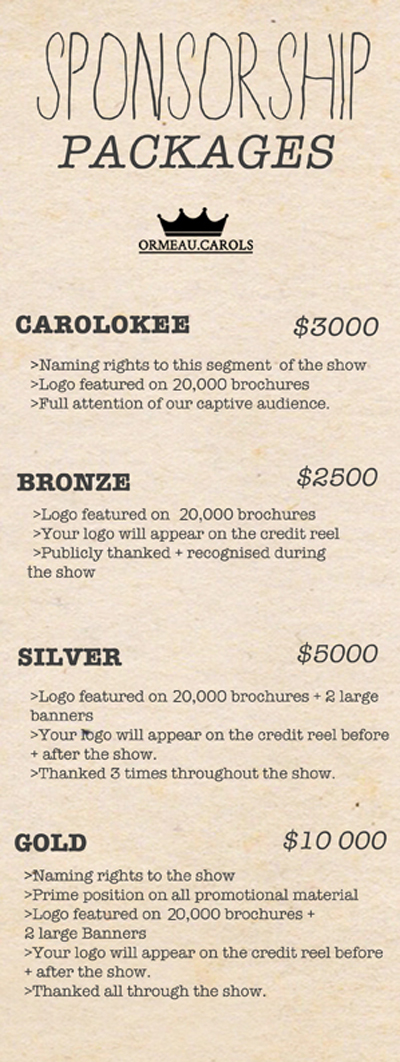 SPONSORSHIP
PACKAGES
ORMEAU.CAROLS
CAROLOKEE $3000
>Naming rights to this segment of the show
>Logo featured on 20,000 brochures
>Full attention of our captive audience.
BRONZE $2500
>Logo featured on 20,000 brochures
>Your logo will appear on the credit reel
>Publicly thanked + recognised during
the show
SILVER $5000
>Logo featured on 20,000 brochures + 2 large
banners
>Your logo will appear on the credit reel before
+ after the show.
>Thanked 3 times throughout the show.
GOLD $10 000
>Naming rights to the show
>Prime position on all promotional material
>Logo featured on 20,000 brochures +
2 large Banners
>Your logo will appear on the credit reel before
+ after the show.
>Thanked all through the show.